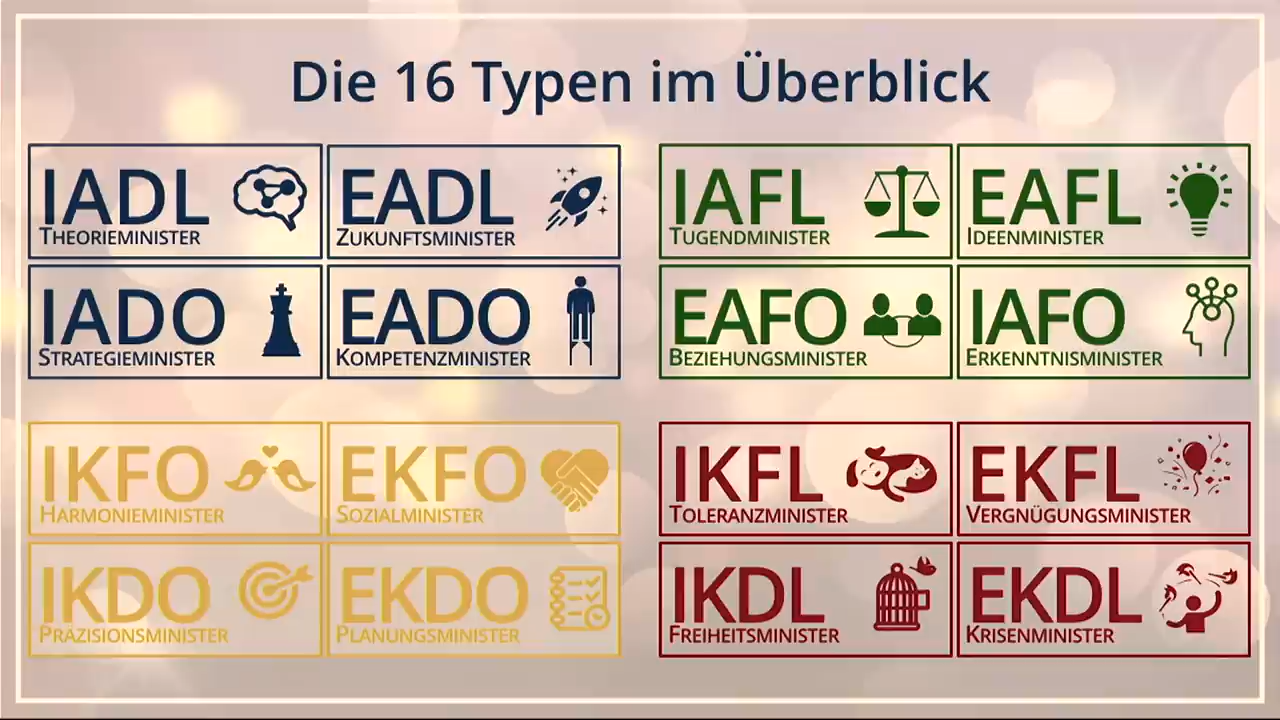 Die 16 Typen im Überblick
IADL
THEORIEMINISTER
EADL
ZUKUNFTSMINISTER
IADO
STRATEGIEMINISTER
EADO
KOMPETENZMINISTER
IAFL
TUGENDMINISTER
EAFL
IDEENMINISTER
EAFO
BEZIEHUNGSMINISTER
IAFO
ERKENNTNISMINISTER
IKFO
HARMONIEMINISTER
EKFO
SOZIALMINISTER
IKDO
PRÄZISIONSMINISTER
EKDO
PLANUNGSMINISTER
IKFL
TOLERANZMINISTER
EKFL
VERGNÜGUNGSMINISTER
IKDL
FREIHEITSMINISTER
EKDL
KRISENMINISTER